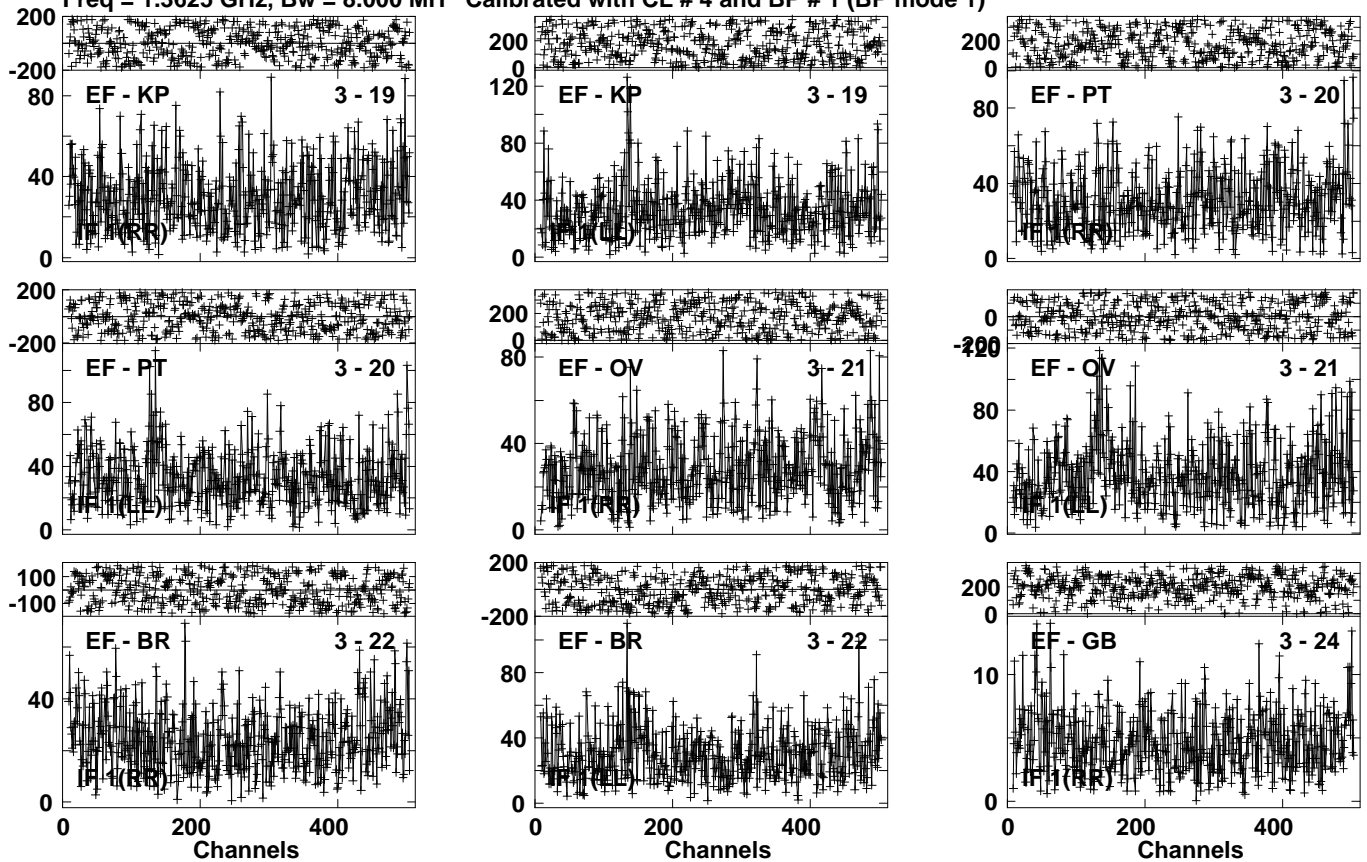 Freq = 1.3625 GHz, Bw = 8.000 MH Calibrated with CL # 4 and BP # 1 (BP mode 1)
200
-200
80
40
0
EF - KP 3 - 19
IF 1(RR)
200
0
120
80
40
0
EF - KP 3 - 19
IF 1(LL)
200
0
80
40
0
EF - PT 3 - 20
IF 1(RR)
200
-200
80
40
0
EF - PT 3 - 20
IF 1(LL)
200
0
80
40
0
EF - OV 3 - 21
IF 1(RR)
0
-200
120
80
40
0
EF - OV 3 - 21
IF 1(LL)
100
-100
40
0
EF - BR 3 - 22
IF 1(RR)
0 200 400
Channels
200
-200
80
40
0
EF - BR 3 - 22
IF 1(LL)
0 200 400
Channels
200
0
10
0
EF - GB 3 - 24
IF 1(RR)
0 200 400
Channels